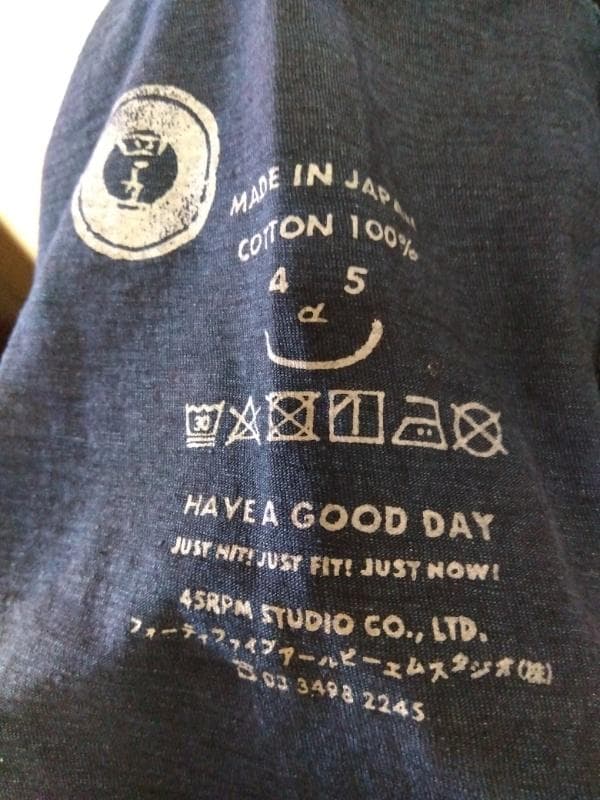 MADE IN JAPAN
COTTON 100%
4 5
R
30
HAVE A GOOD DAY
JUST HIT! JUST FIT! JUST NOW!
45RPM STUDIO CO., LTD.
フォーティファイブアールピーエムスタジオ(株)
☎03 3498 2245